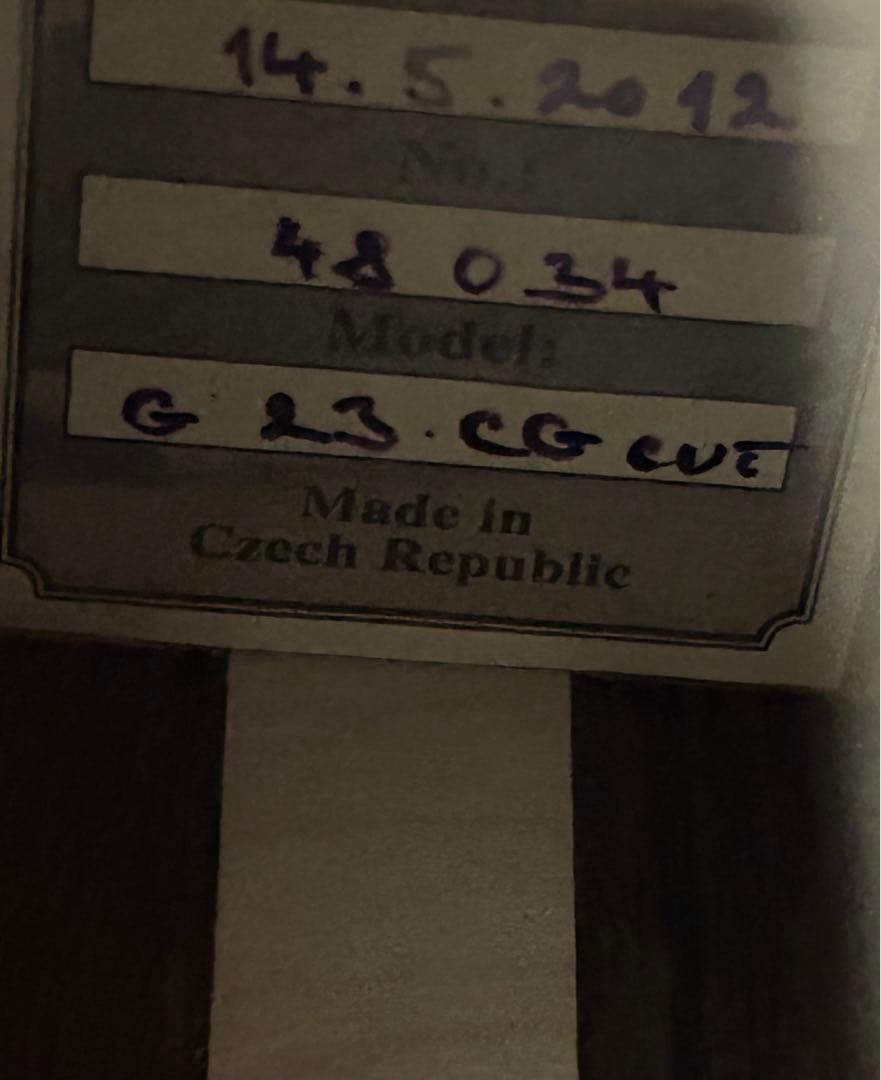 14.5.2012
No.:
48 034
Model:
G 23.CG CUT
Made in
Czech Republic